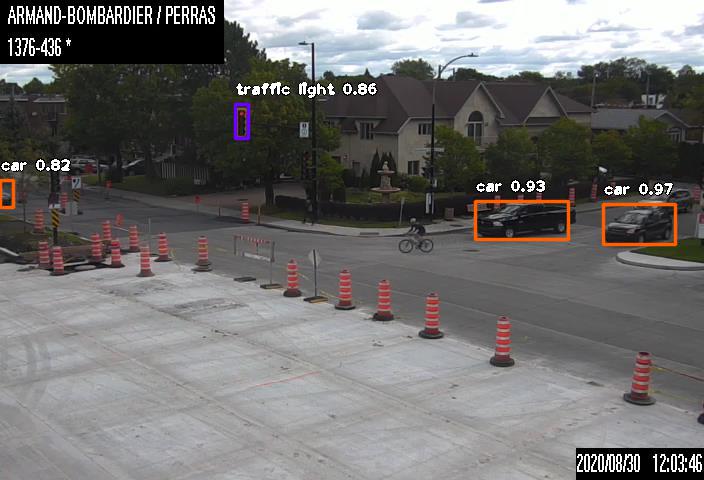 ARMAND-BOMBARDIER / PERRAS
1376-436 *
traffic light 0.86
car 0.82
car 0.93
car 0.97
2020/08/30 12:03:46